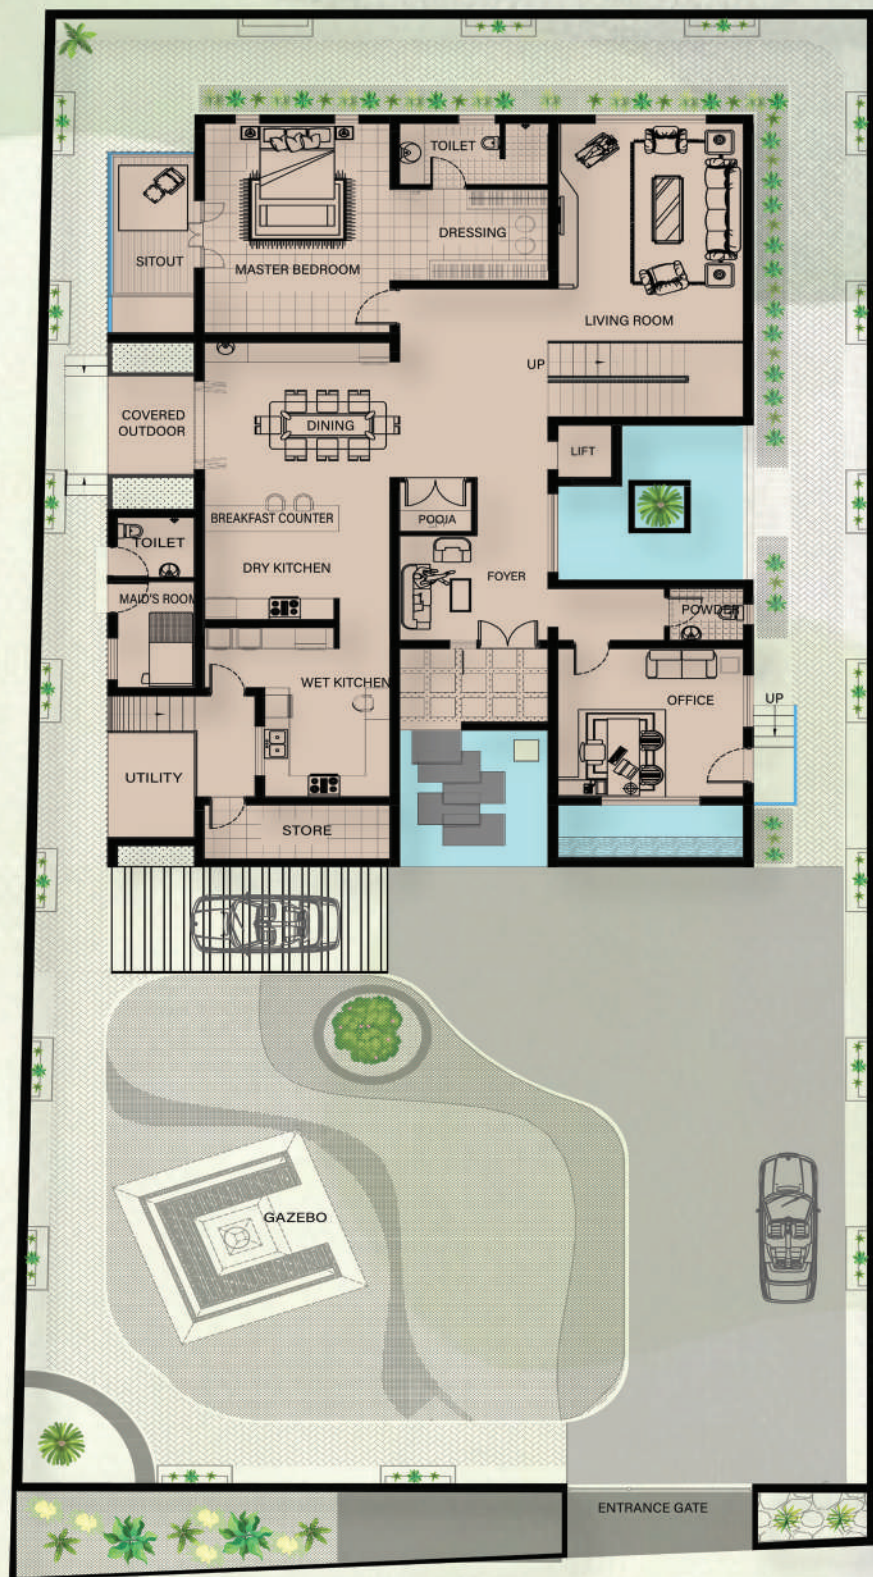 TOILET
DRESSING
SITOUT
MASTER BEDROOM
LIVING ROOM
UP
COVERED
OUTDOOR
DINING
LIFT
BREAKFAST COUNTER
POOJA
TOILET
DRY KITCHEN
FOYER
MAID'S ROOM
POWDER
WET KITCHEN
OFFICE
UP
UTILITY
STORE
GAZEBO
ENTRANCE GATE